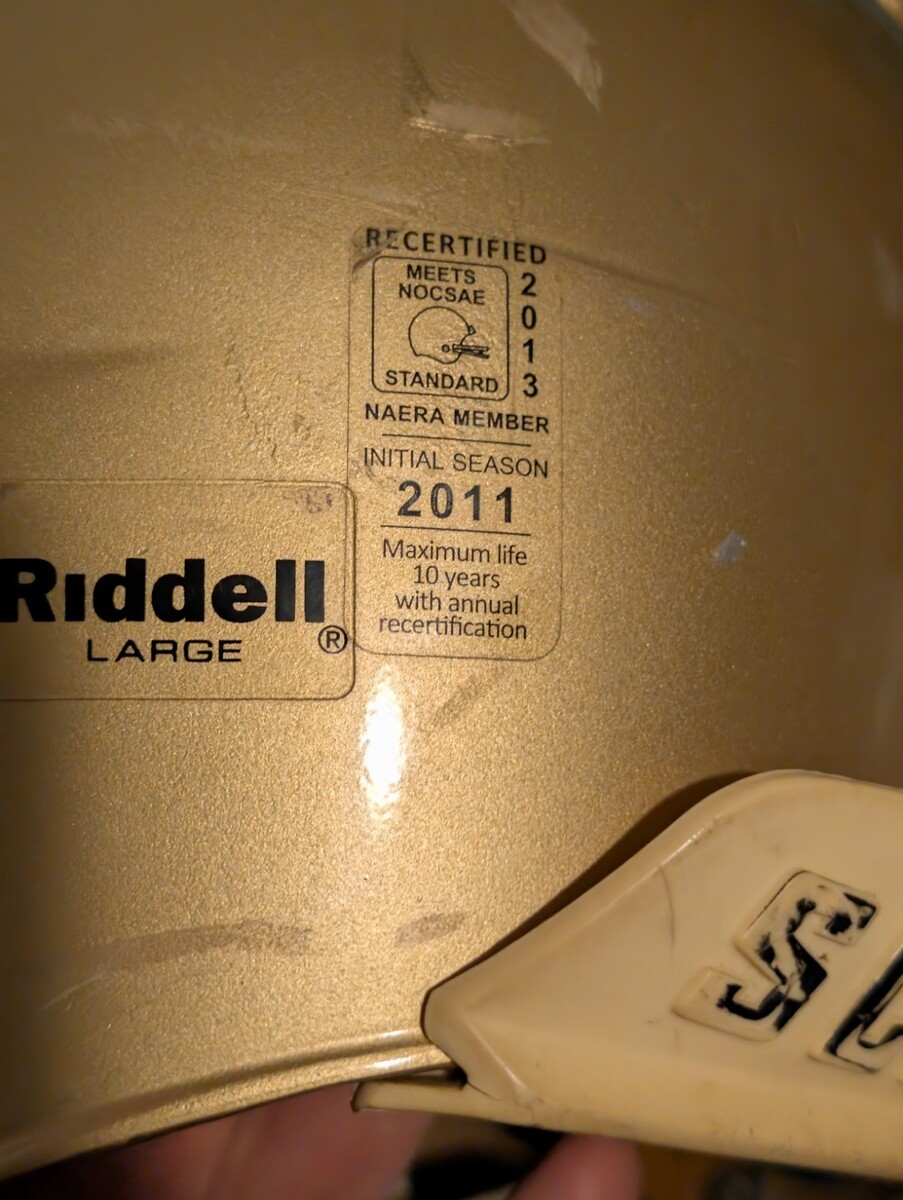 RECERTIFIED
MEETS
NOCSAE
STANDARD
2
0
1
3
NAERA MEMBER
INITIAL SEASON
2011
Maximum life
10 years
with annual
recertification
Riddell
LARGE ®